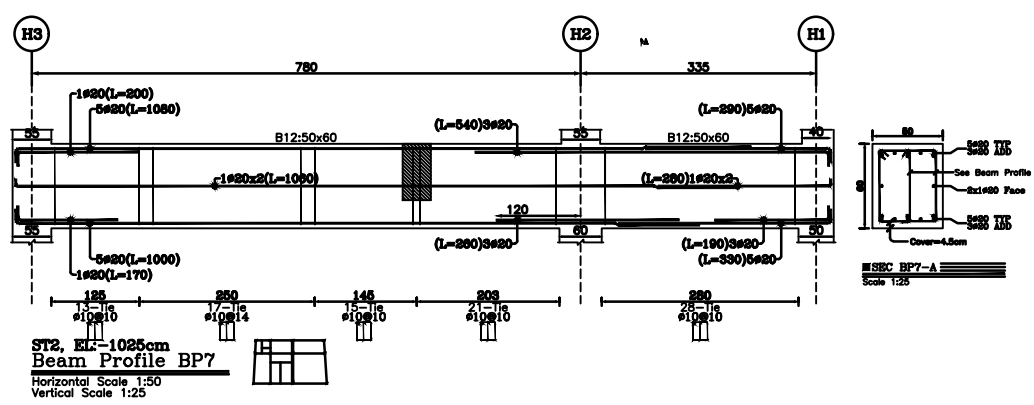 H3
H2
H1
780
335
1ø20(L=200)
5ø20(L=1080)
(L=540)3ø20
(L=290)5ø20
55
B12:50x60
55
B12:50x60
40
1ø20x2(L=1060)
(L=280)1ø20x2
120
55
60
50
5ø20(L=1000)
1ø20(L=170)
(L=260)3ø20
(L=190)3ø20
(L=330)5ø20
125
250
145
203
280
13-Tie
17-Tie
15-Tie
21-Tie
28-Tie
ø10@10
ø10@14
ø10@10
ø10@10
ø10@10
ST2, EL:-1025cm
Beam Profile BP7
Horizontal Scale 1:50
Vertical Scale 1:25
60
5ø20 TYP
3ø20 ADD
See Beam Profile
2x1ø20 Face
5ø20 TYP
3ø20 ADD
Cover=4.5cm
SEC BP7-A
Scale 1:25